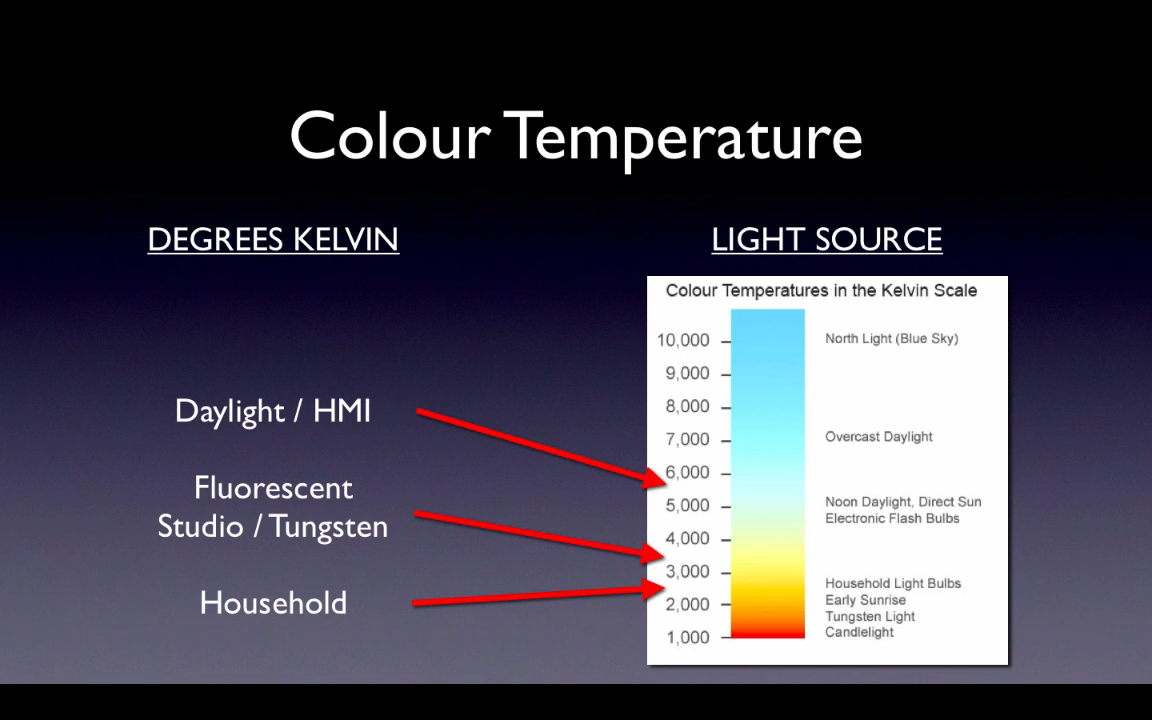 Colour Temperature
DEGREES KELVIN
Daylight / HMI
Fluorescent
Studio / Tungsten
Household
LIGHT SOURCE
Colour Temperatures in the Kelvin Scale
10,000 North Light (Blue Sky)
9,000
8,000
7,000 Overcast Daylight
6,000
5,000 Noon Daylight, Direct Sun
Electronic Flash Bulbs
4,000
3,000
Household Light Bulbs
2,000 Early Sunrise
Tungsten Light
1,000 Candlelight